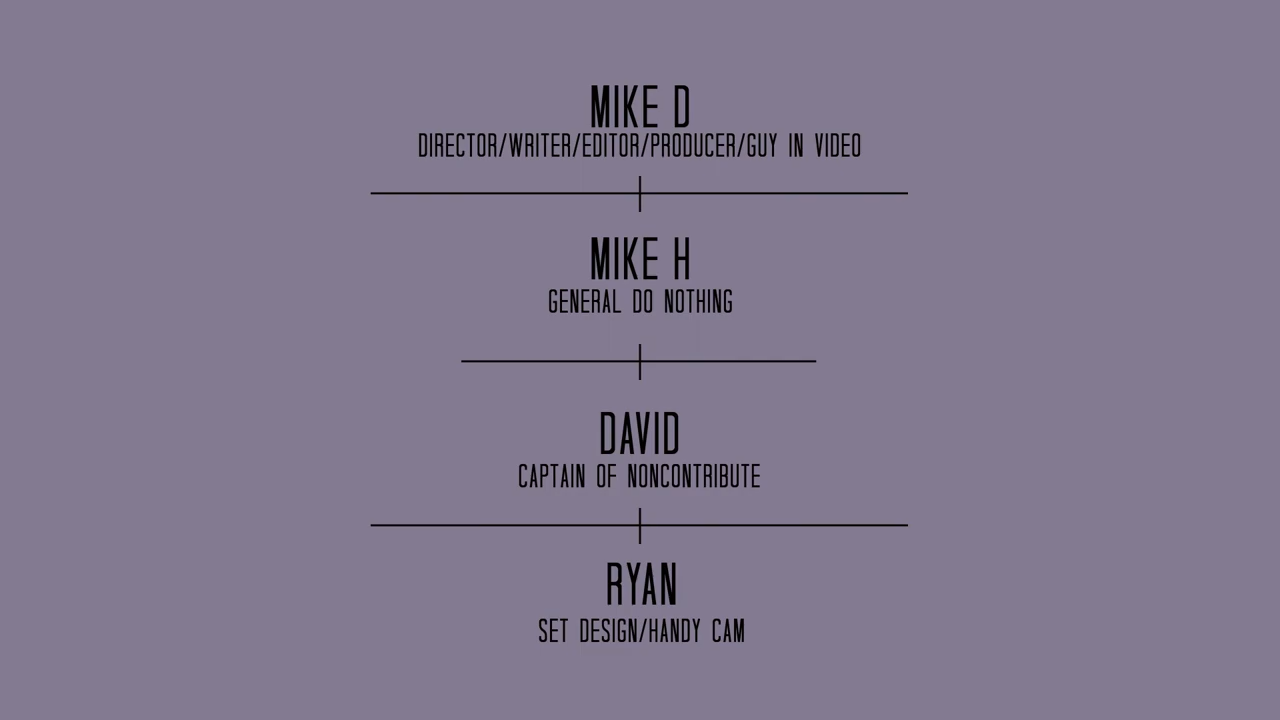 MIKE D
DIRECTOR/WRITER/EDITOR/PRODUCER/GUY IN VIDEO
MIKE H
GENERAL DO NOTHING
DAVID
CAPTAIN OF NONCONTRIBUTE
RYAN
SET DESIGN/HANDY CAM